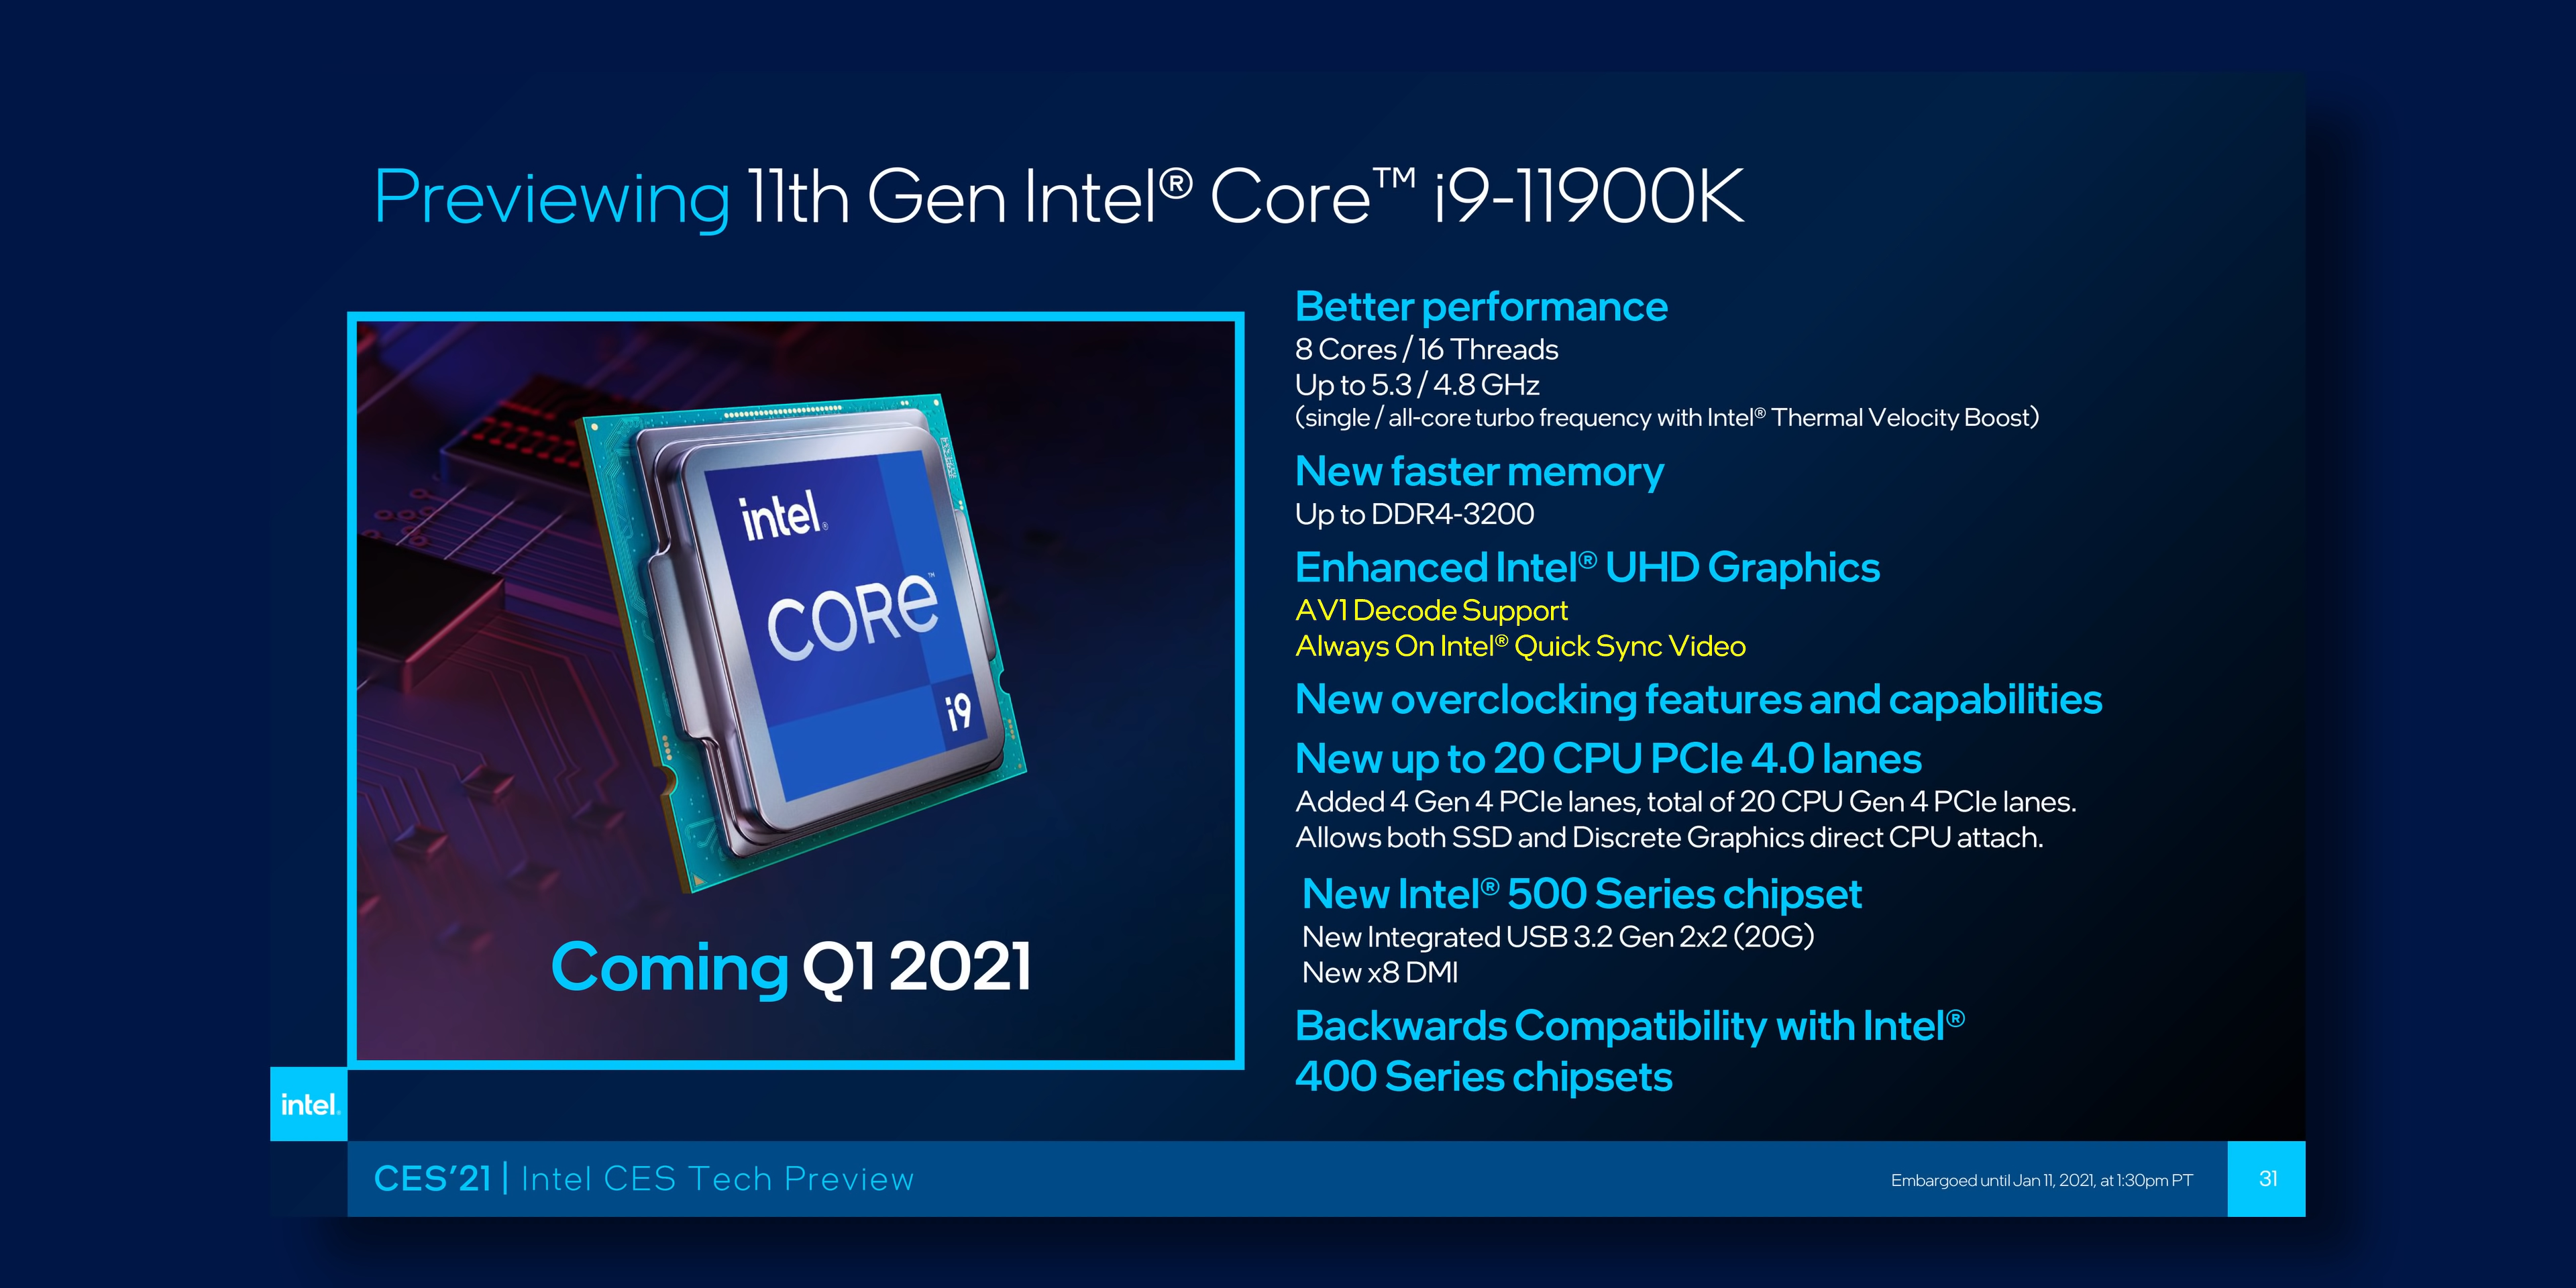 Previewing 11th Gen Intel® Core™ i9-11900K
intel®
CORe™
i9
Coming Q1 2021
Better performance
8 Cores / 16 Threads
Up to 5.3 / 4.8 GHz
(single / all-core turbo frequency with Intel® Thermal Velocity Boost)
New faster memory
Up to DDR4-3200
Enhanced Intel® UHD Graphics
AV1 Decode Support
Always On Intel® Quick Sync Video
New overclocking features and capabilities
New up to 20 CPU PCIe 4.0 lanes
Added 4 Gen 4 PCIe lanes, total of 20 CPU Gen 4 PCIe lanes.
Allows both SSD and Discrete Graphics direct CPU attach.
New Intel® 500 Series chipset
New Integrated USB 3.2 Gen 2x2 (20G)
New x8 DMI
Backwards Compatibility with Intel®
400 Series chipsets
intel.
CES'21 | Intel CES Tech Preview
Embargoed until Jan 11, 2021, at 1:30pm PT
31